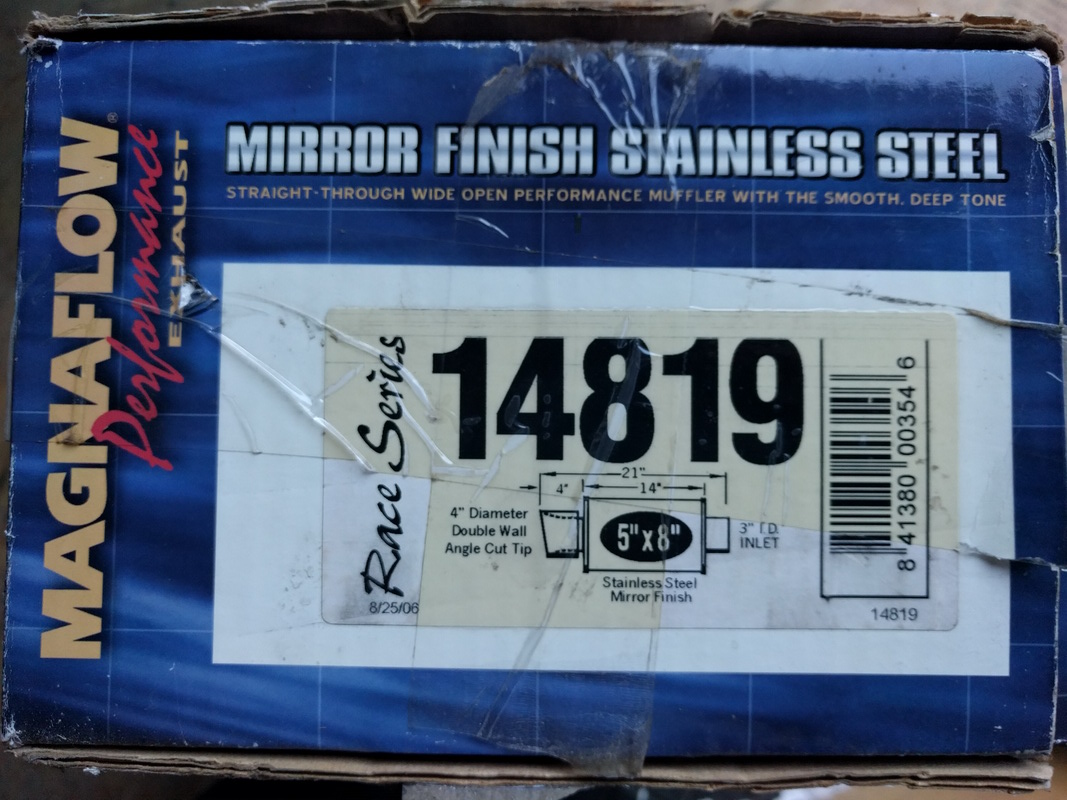 MAGNAFLOW®
Performance
EXHAUST
MIRROR FINISH STAINLESS STEEL
STRAIGHT-THROUGH WIDE OPEN PERFORMANCE MUFFLER WITH THE SMOOTH, DEEP TONE
Race Series
8/25/06
14819
21"
4"
14"
4" Diameter
Double Wall
Angle Cut Tip
5"x8"
3" I.D.
INLET
Stainless Steel
Mirror Finish
8 41380 00354 6
14819